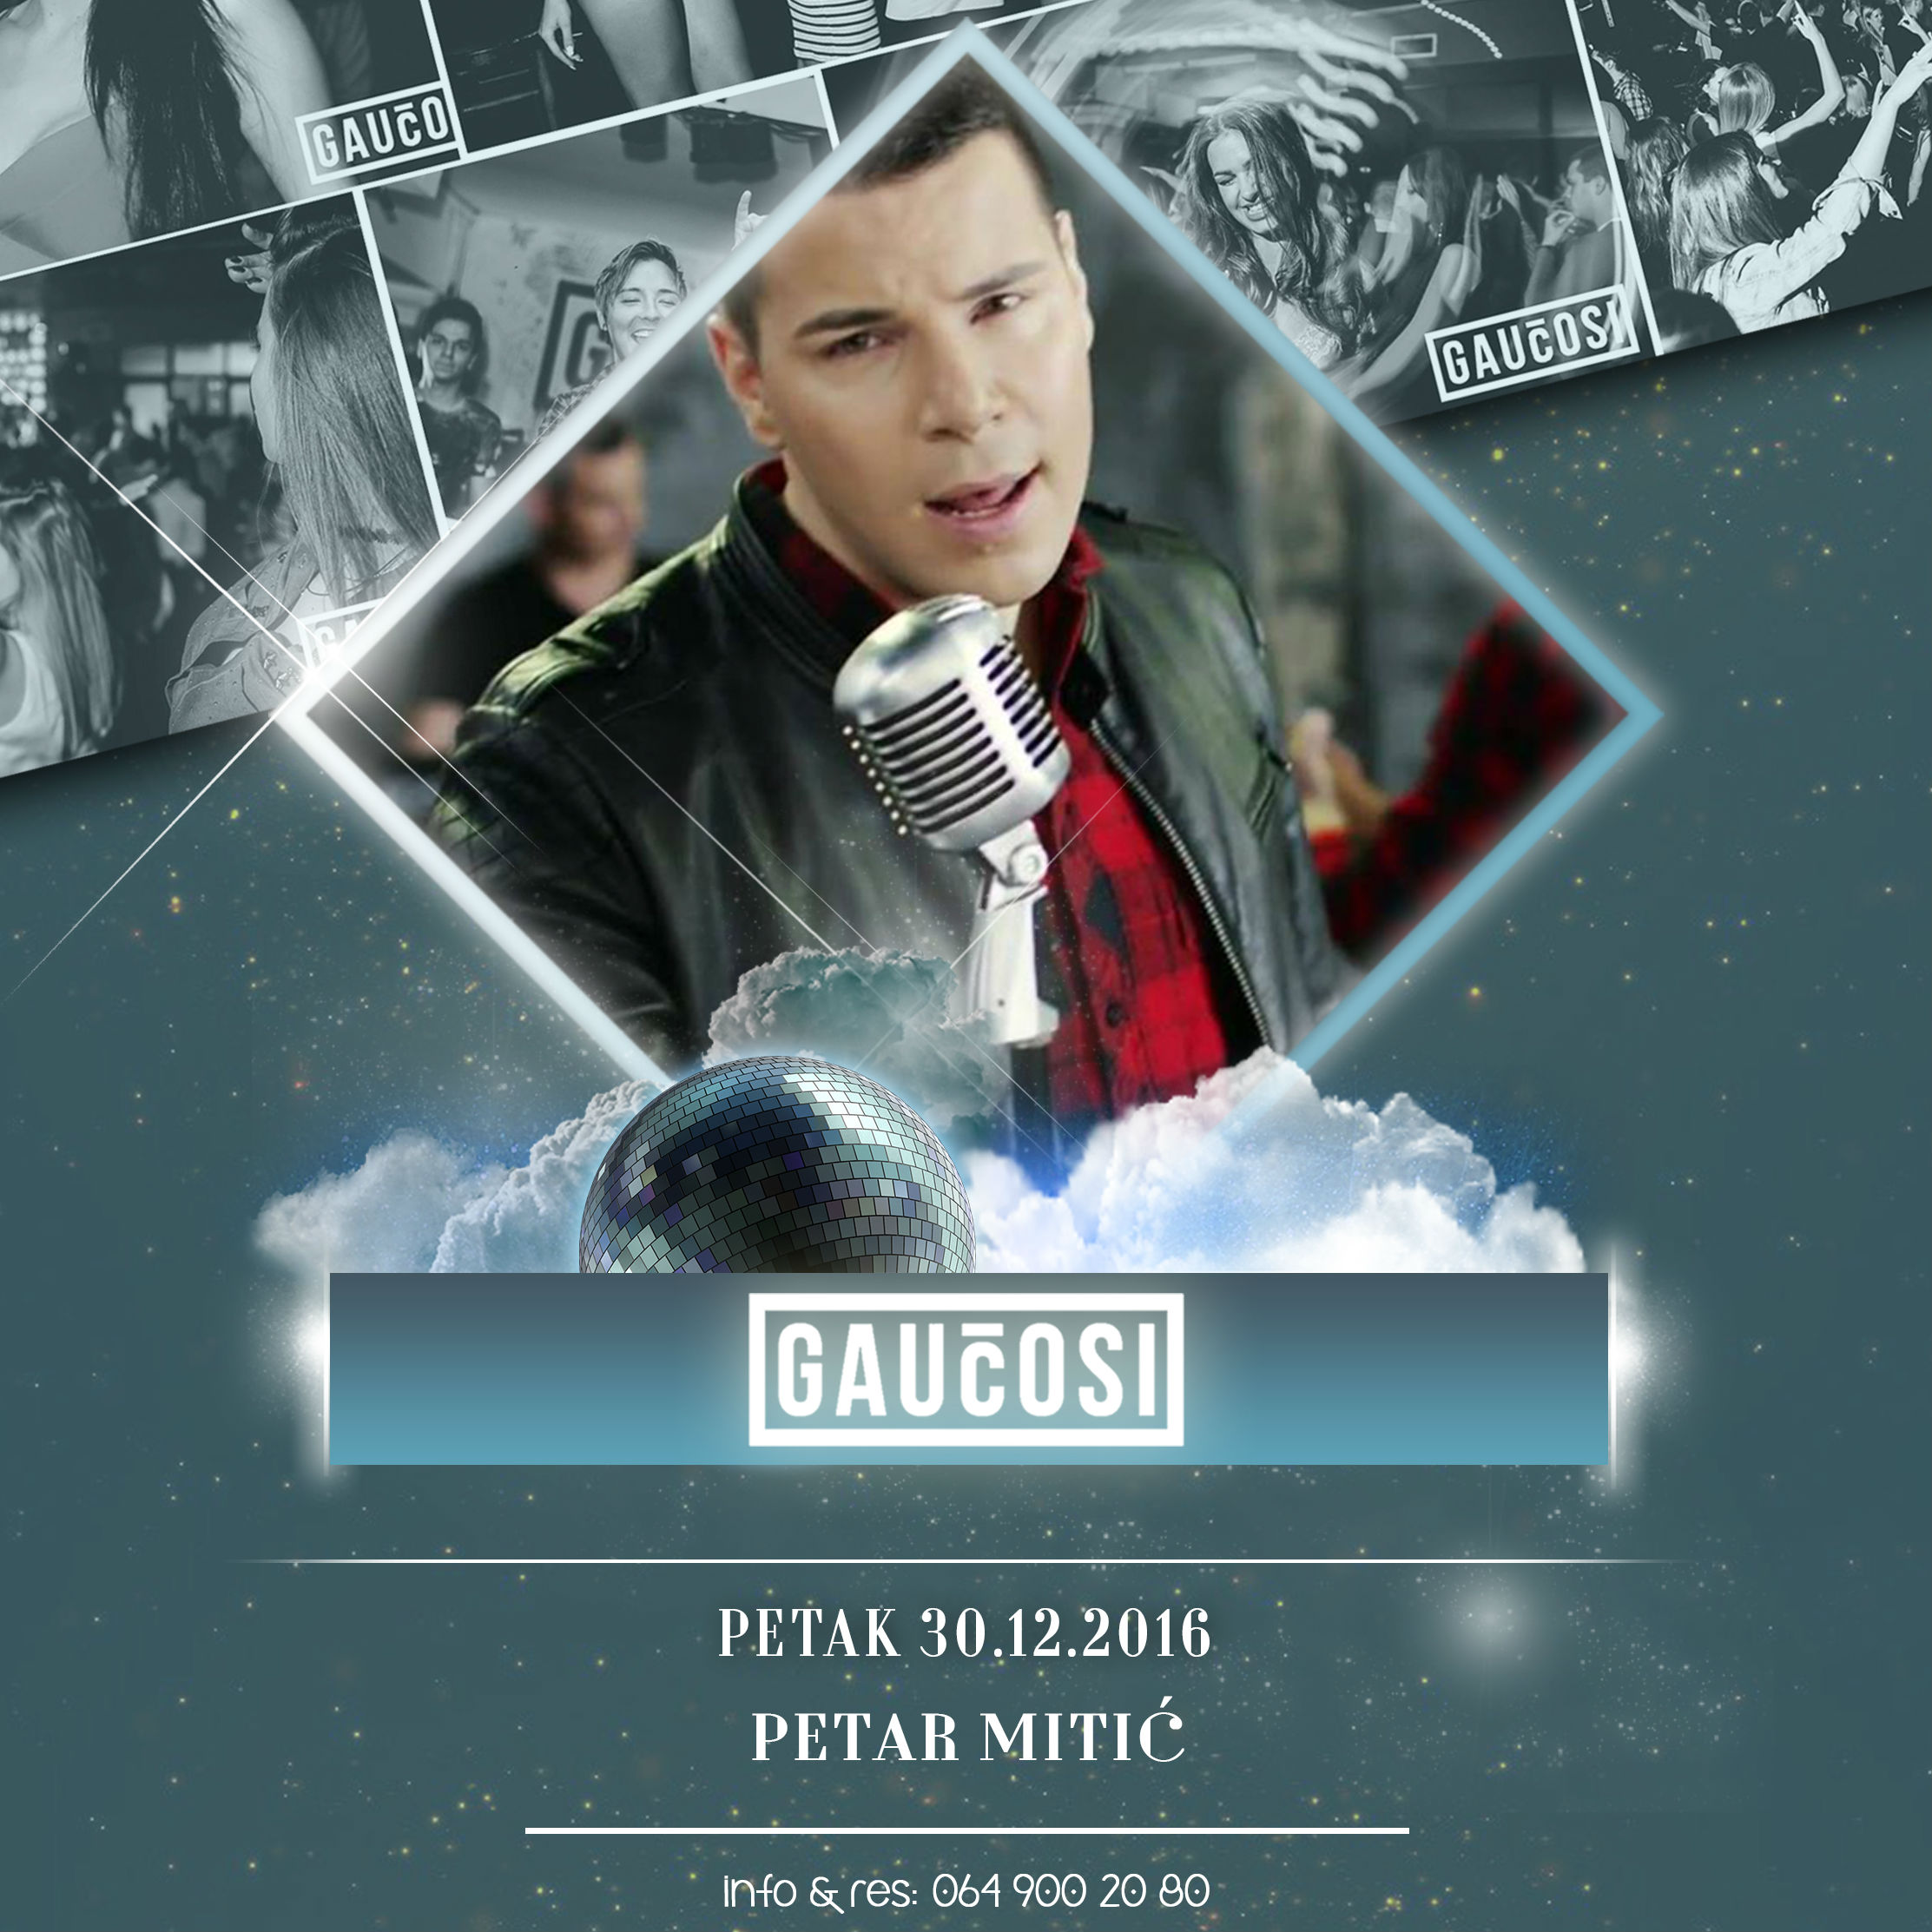 GAUČO
GAUČOSI
GAUČOSI
PETAK 30.12.2016
PETAR MITIĆ
info & res: 064 900 20 80